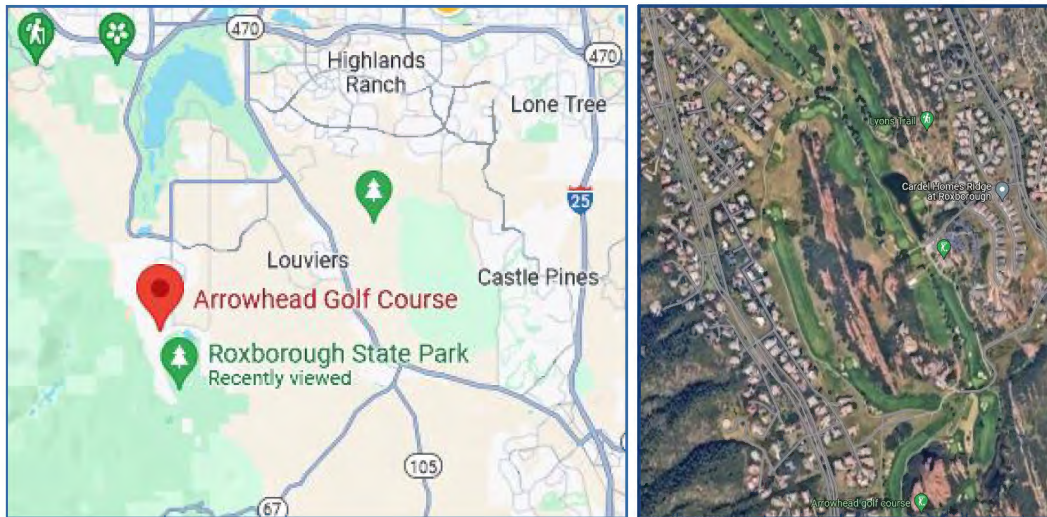 470
Highlands
Ranch
470
Lone Tree
25
Louviers
Castle Pines
Arrowhead Golf Course
Roxborough State Park
Recently viewed
105
67
Lyons Trail
Cardel Homes Ridge
at Roxborough
Arrowhead golf course